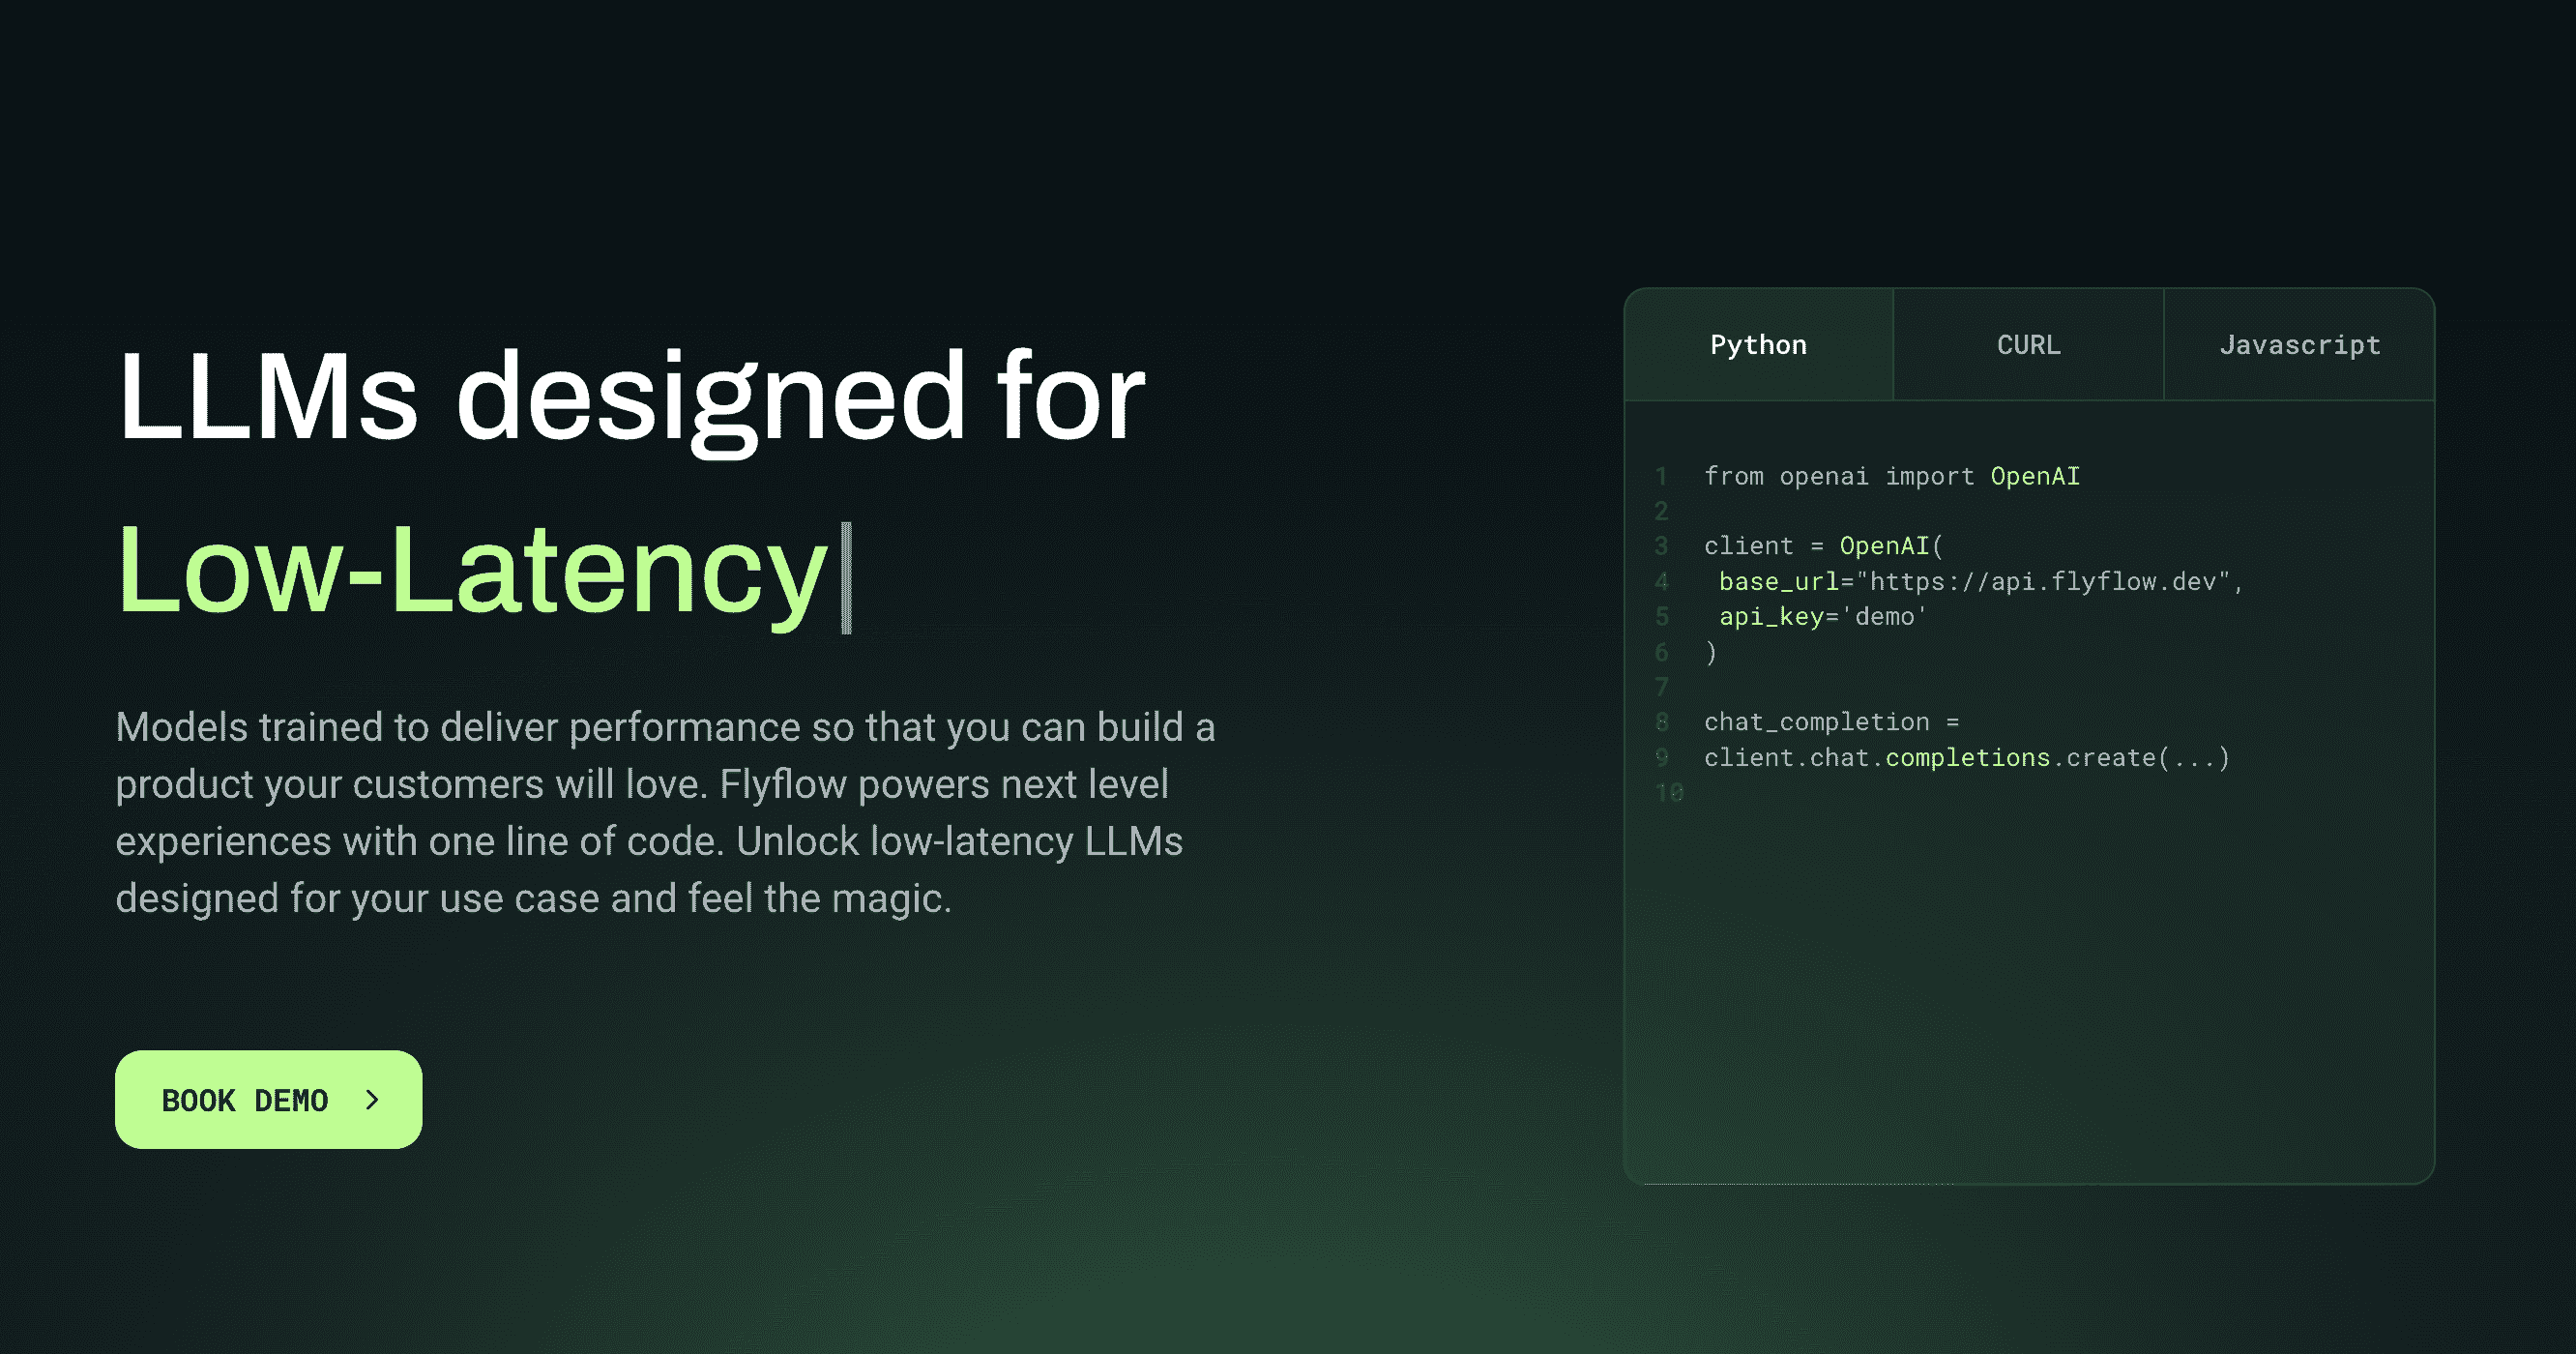 LLMs designed for
Low-Latency
Models trained to deliver performance so that you can build a
product your customers will love. Flyflow powers next level
experiences with one line of code. Unlock low-latency LLMs
designed for your use case and feel the magic.
BOOK DEMO
Python
CURL
Javascript
1 from openai import OpenAI
2
3 client = OpenAI(
4  base_url="https://api.flyflow.dev",
5  api_key='demo'
6 )
7
8 chat_completion =
9 client.chat.completions.create(...)
10